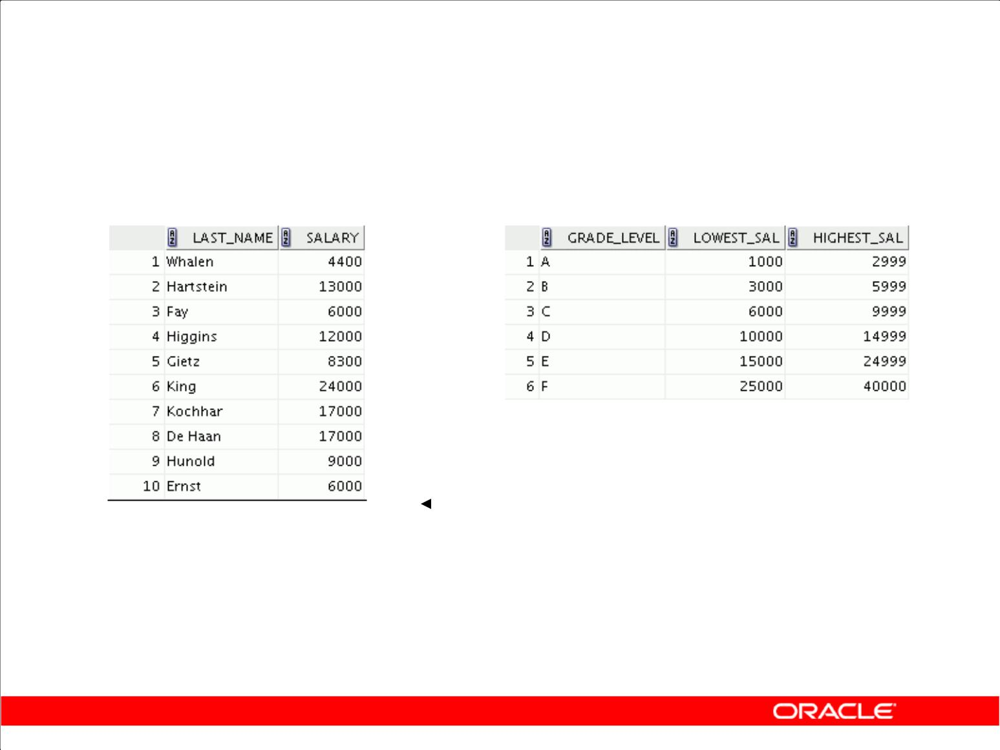 LAST_NAME SALARY
1 Whalen 4400
2 Hartstein 13000
3 Fay 6000
4 Higgins 12000
5 Gietz 8300
6 King 24000
7 Kochhar 17000
8 De Haan 17000
9 Hunold 9000
10 Ernst 6000
GRADE_LEVEL LOWEST_SAL HIGHEST_SAL
1 A 1000 2999
2 B 3000 5999
3 C 6000 9999
4 D 10000 14999
5 E 15000 24999
6 F 25000 40000
ORACLE